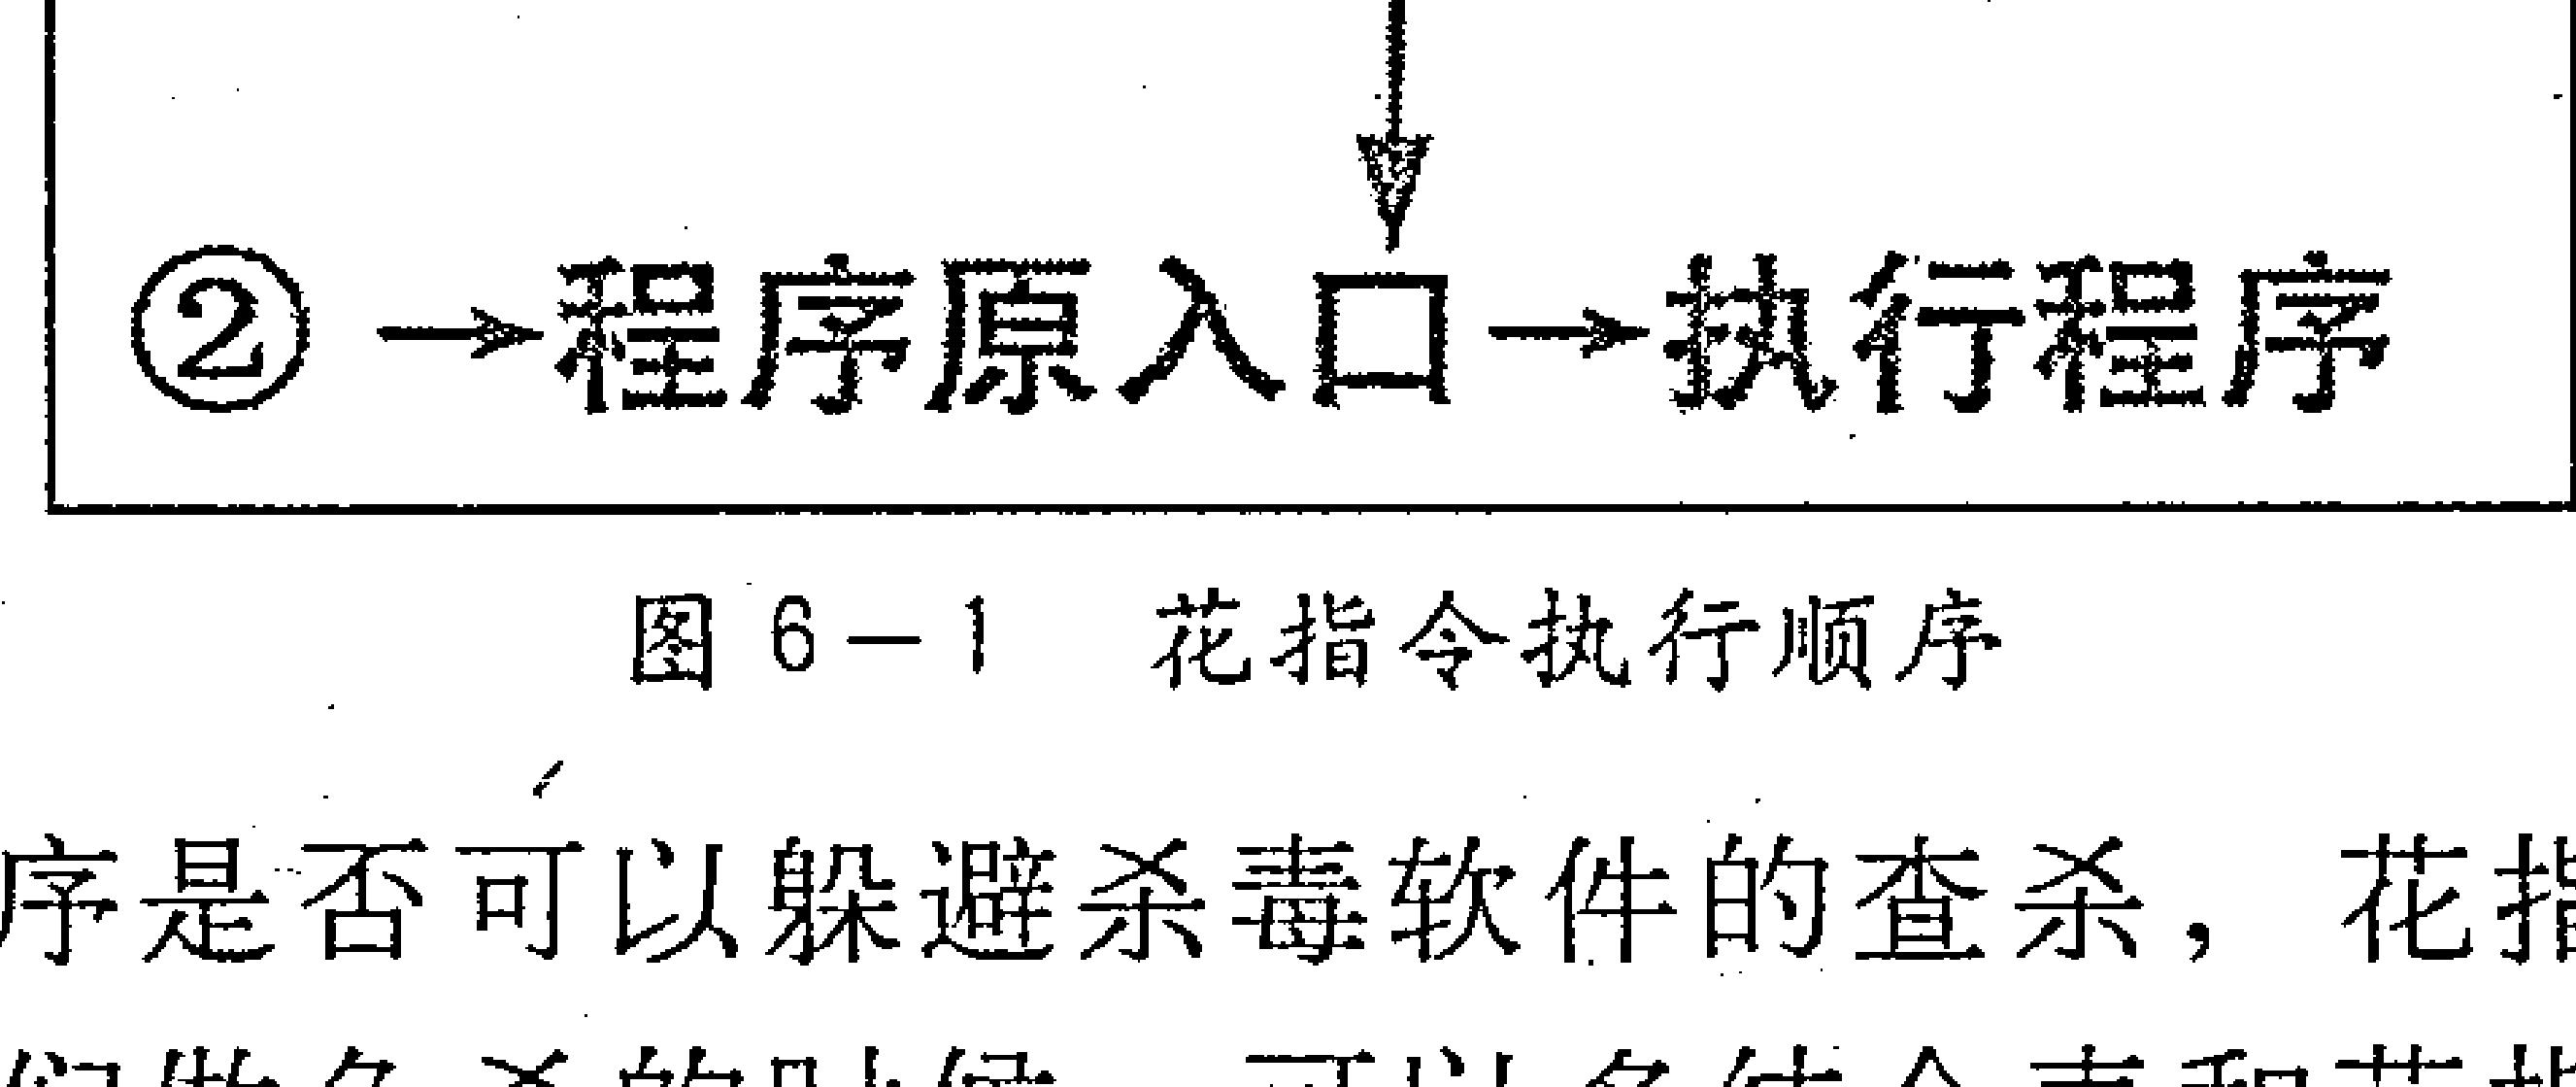 ② →程序原入口→执行程序
图 6-1 花指令执行顺序
序是否可以躲避杀毒软件的查杀，花指